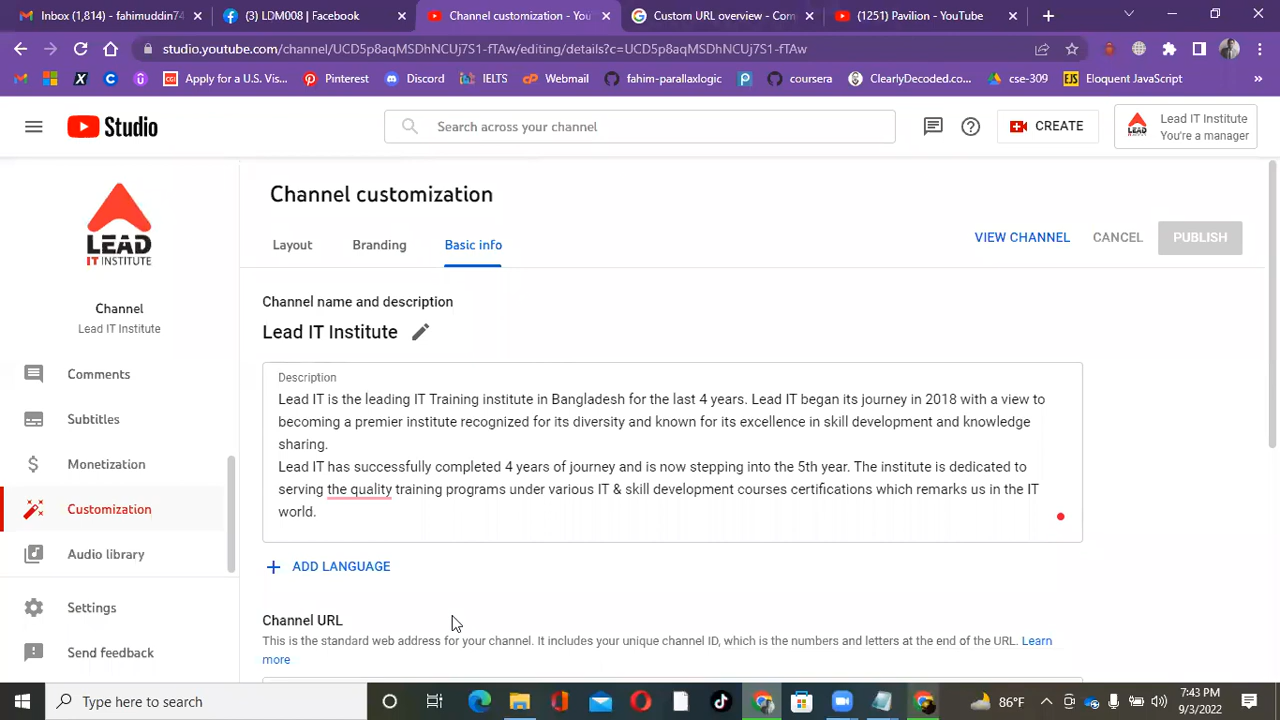 Inbox (1,801) - fahimuddin74
(30) LDM008 | Facebook
Channel customization - You
Custom URL overview - Com
(1251) Pavilion - YouTube
studio.youtube.com/channel/UCD5p8aqMSDhNCUj7S1-fTAw/editing/details?c=UCD5p8aqMSDhNCUj7S1-fTAw
Apply for a U.S. Vis...
Pinterest
Discord
IELTS
Webmail
fahim-parallaxlogic
coursera
ClearlyDecoded.co...
cse-309
EJS
Eloquent JavaScript
»
Studio
Search across your channel
CREATE
Lead IT Institute
You're a manager
LEAD
IT INSTITUTE
Channel
Lead IT Institute
Comments
Subtitles
Monetization
Customization
Audio library
Settings
Send feedback
Channel customization
Layout
Branding
Basic info
VIEW CHANNEL
CANCEL
PUBLISH
Channel name and description
Lead IT Institute
Description
Lead IT is the leading IT Training institute in Bangladesh for the last 4 years. Lead IT began its journey in 2018 with a view to
becoming a premier institute recognized for its diversity and known for its excellence in skill development and knowledge
sharing.
Lead IT has successfully completed 4 years of journey and is now stepping into the 5th year. The institute is dedicated to
serving the quality training programs under various IT & skill development courses certifications which remarks us in the IT
world.
ADD LANGUAGE
Channel URL
This is the standard web address for your channel. It includes your unique channel ID, which is the numbers and letters at the end of the URL. Learn
more
Type here to search
86°F
7:43 PM
9/3/2022